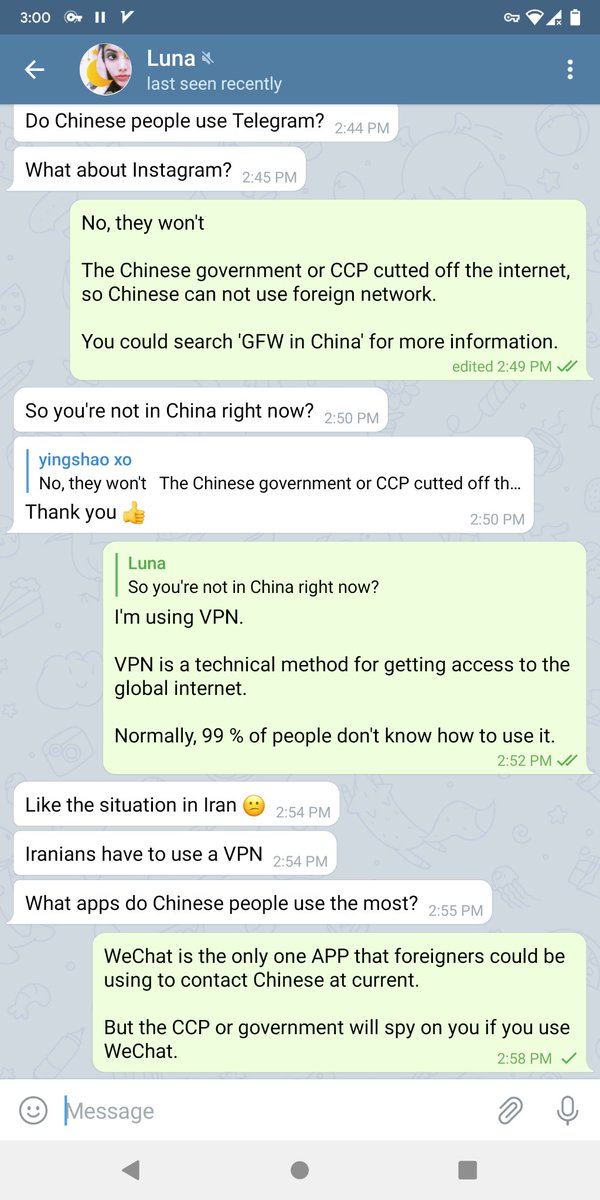 3:00
Luna
last seen recently
Do Chinese people use Telegram? 2:44 PM
What about Instagram? 2:45 PM
No, they won't
The Chinese government or CCP cutted off the internet,
so Chinese can not use foreign network.
You could search 'GFW in China' for more information.
edited 2:49 PM
So you're not in China right now? 2:50 PM
yingshao xo
No, they won't The Chinese government or CCP cutted off th...
Thank you 👍
2:50 PM
Luna
So you're not in China right now?
I'm using VPN.
VPN is a technical method for getting access to the
global internet.
Normally, 99 % of people don't know how to use it.
2:52 PM
Like the situation in Iran 😕 2:54 PM
Iranians have to use a VPN 2:54 PM
What apps do Chinese people use the most? 2:55 PM
WeChat is the only one APP that foreigners could be
using to contact Chinese at current.
But the CCP or government will spy on you if you use
WeChat. 2:58 PM
Message